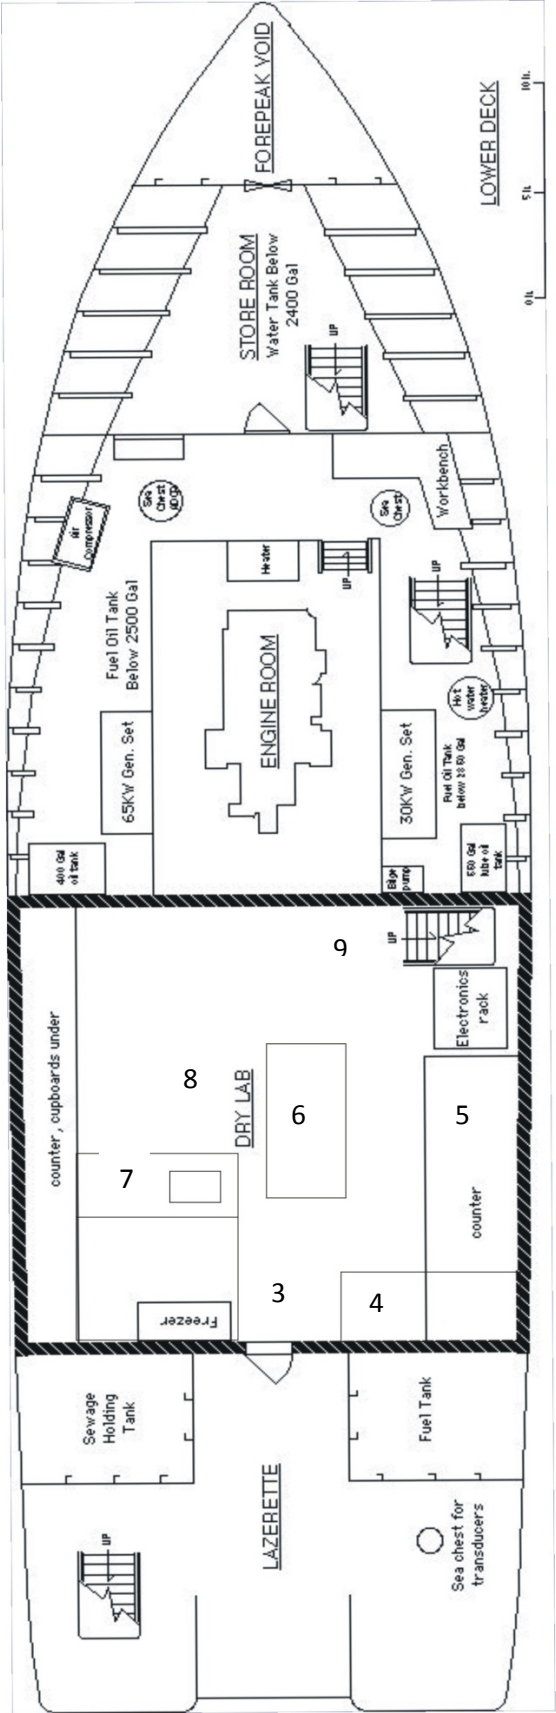 FOREPEAK VOID
LOWER DECK
10 ft.
5 ft.
0 ft.
STORE ROOM
Water Tank Below
2400 Gal
UP
Workbench
Sea
Chest
Sea
Chest
Air
Compressor
Heater
UP
UP
Fuel Oil Tank
Below 2500 Gal
ENGINE ROOM
Hot
water
heater
65KW Gen. Set
30KW Gen. Set
Fuel Oil Tank
400 Gal
oil tank
pump
550 Gal
lube oil
tank
9
UP
Electronics
rack
counter, cupboards under
8
DRY LAB
6
5
7
counter
3
4
Freezer
Sewage
Holding
Tank
Fuel Tank
LAZERETTE
UP
Sea chest for
transducers